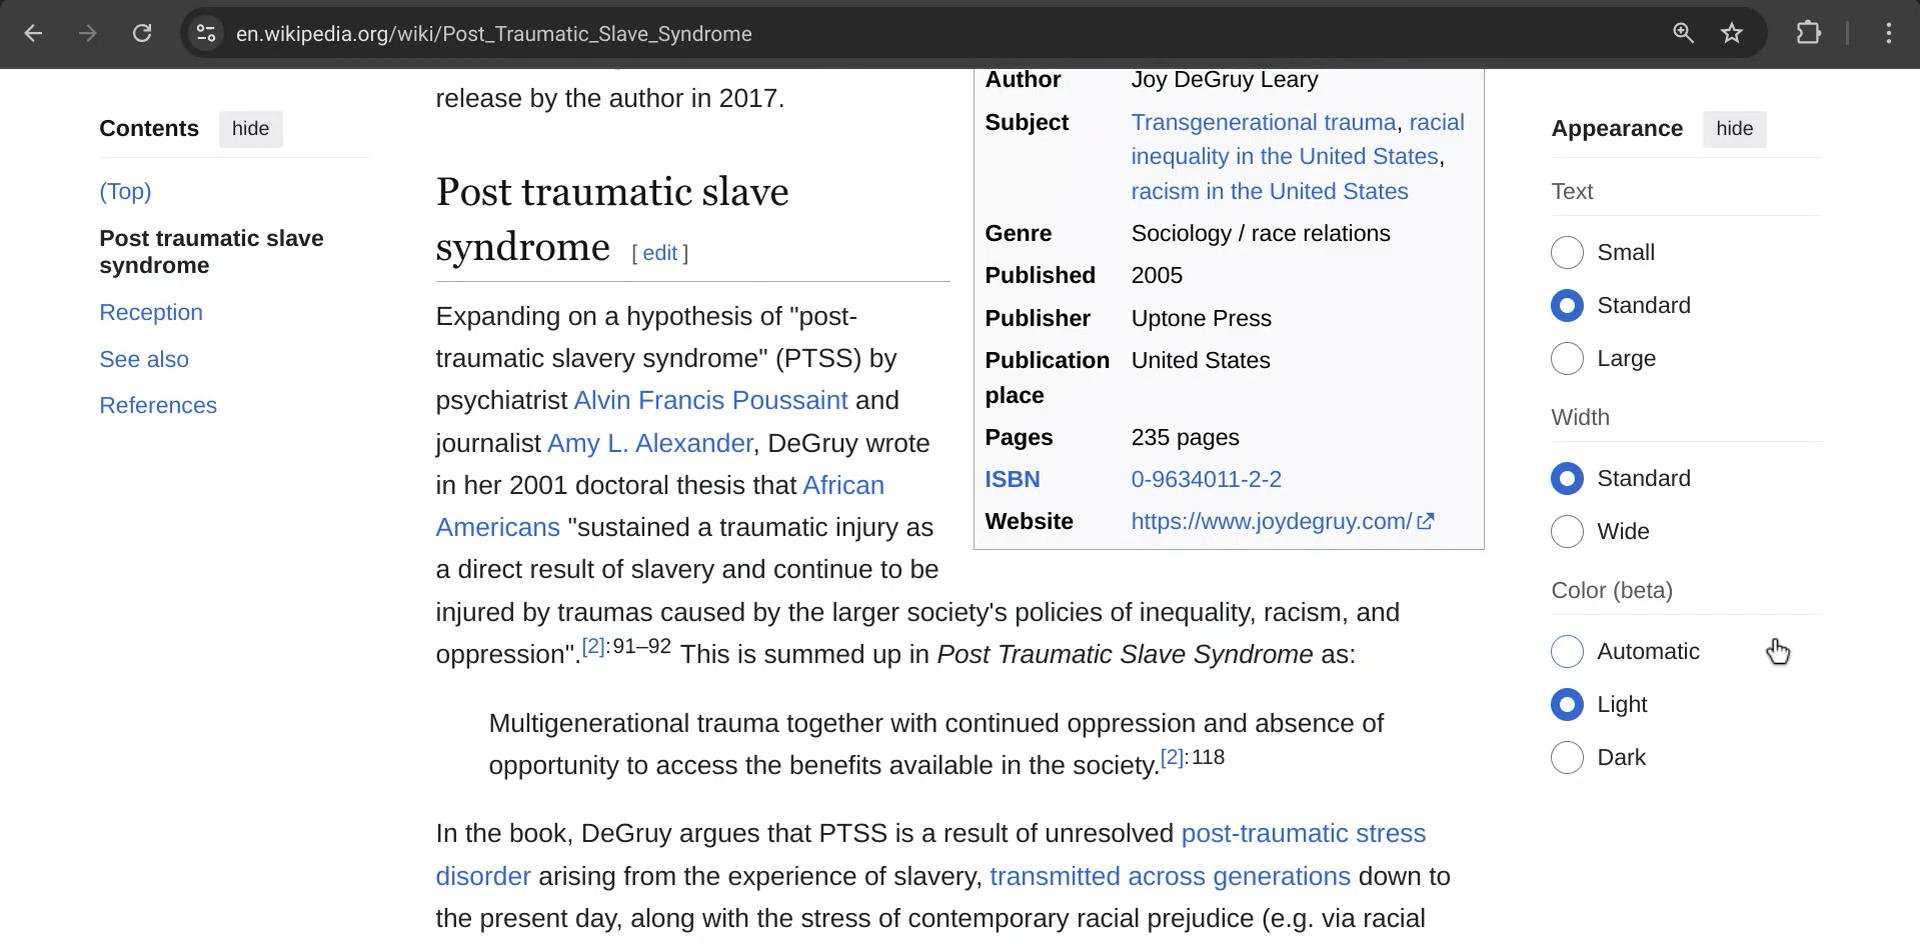 en.wikipedia.org/wiki/Post_Traumatic_Slave_Syndrome
Contents hide
(Top)
Post traumatic slave
syndrome
Reception
See also
References
release by the author in 2017.
Post traumatic slave
syndrome [ edit ]
Expanding on a hypothesis of "post-
traumatic slavery syndrome" (PTSS) by
psychiatrist Alvin Francis Poussaint and
journalist Amy L. Alexander, DeGruy wrote
in her 2001 doctoral thesis that African
Americans "sustained a traumatic injury as
a direct result of slavery and continue to be
injured by traumas caused by the larger society's policies of inequality, racism, and
oppression".[2]:91–92 This is summed up in Post Traumatic Slave Syndrome as:
Multigenerational trauma together with continued oppression and absence of
opportunity to access the benefits available in the society.[2]:118
In the book, DeGruy argues that PTSS is a result of unresolved post-traumatic stress
disorder arising from the experience of slavery, transmitted across generations down to
the present day, along with the stress of contemporary racial prejudice (e.g. via racial
Author Joy DeGruy Leary
Subject Transgenerational trauma, racial
inequality in the United States,
racism in the United States
Genre Sociology / race relations
Published 2005
Publisher Uptone Press
Publication United States
place
Pages 235 pages
ISBN 0-9634011-2-2
Website https://www.joydegruy.com/
Appearance hide
Text
Small
Standard
Large
Width
Standard
Wide
Color (beta)
Automatic
Light
Dark